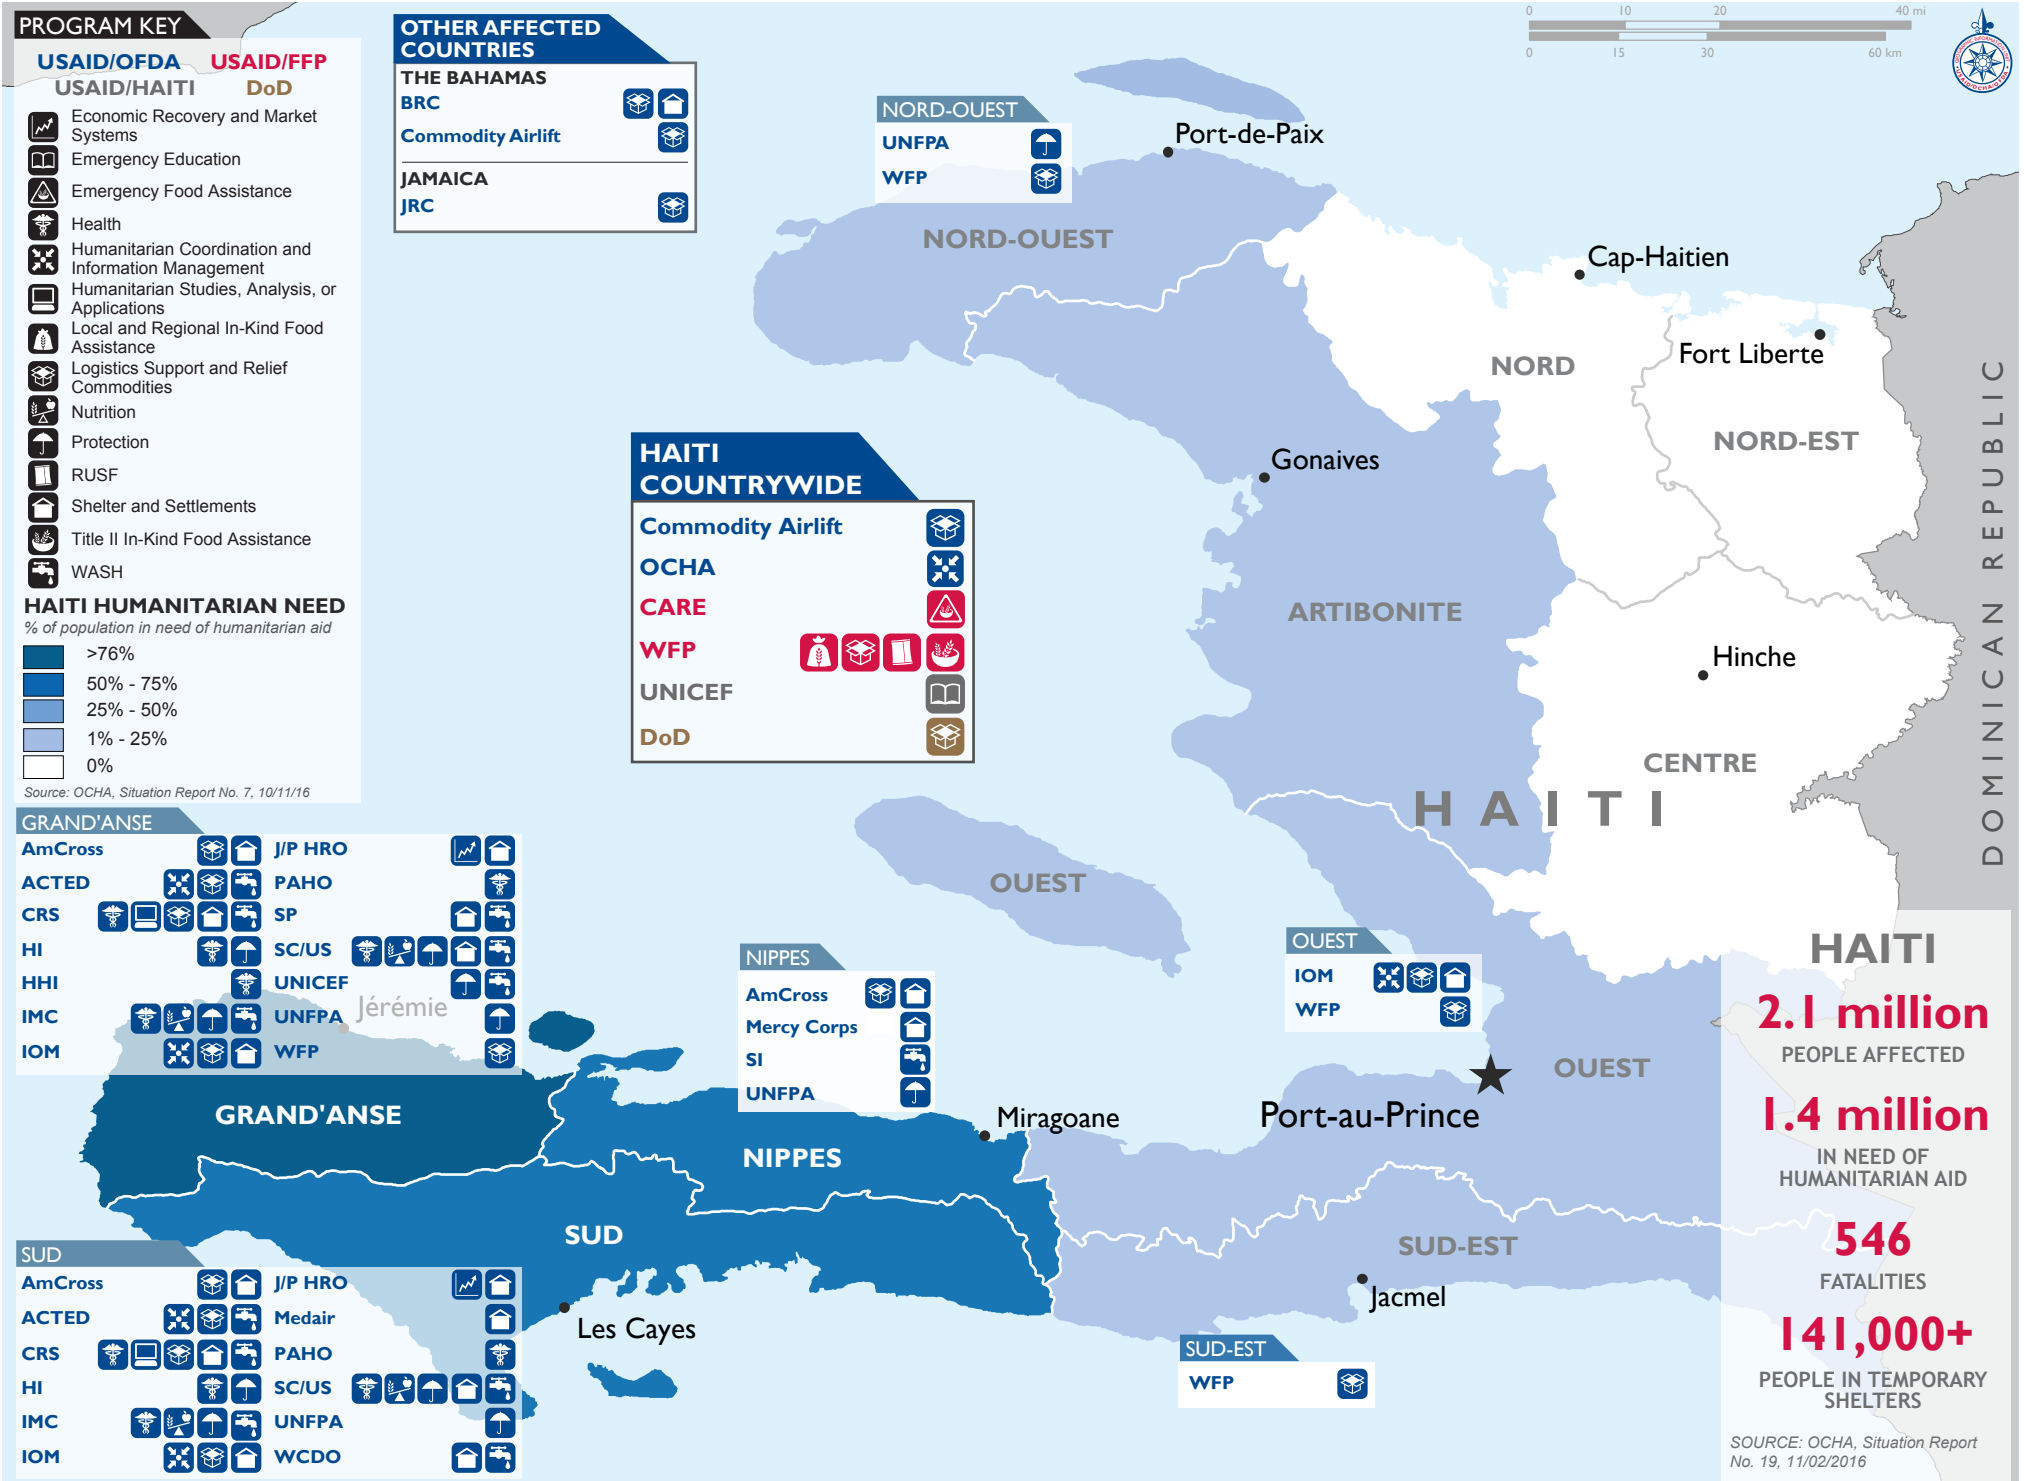 PROGRAM KEY
USAID/OFDA USAID/FFP
USAID/HAITI DoD
Economic Recovery and Market
Systems
Emergency Education
Emergency Food Assistance
Health
Humanitarian Coordination and
Information Management
Humanitarian Studies, Analysis, or
Applications
Local and Regional In-Kind Food
Assistance
Logistics Support and Relief
Commodities
Nutrition
Protection
RUSF
Shelter and Settlements
Title II In-Kind Food Assistance
WASH
HAITI HUMANITARIAN NEED
% of population in need of humanitarian aid
>76%
50% - 75%
25% - 50%
1% - 25%
0%
Source: OCHA, Situation Report No. 7, 10/11/16
OTHER AFFECTED
COUNTRIES
THE BAHAMAS
BRC
Commodity Airlift
JAMAICA
JRC
NORD-OUEST
UNFPA
WFP
0 10 20 40 mi
0 15 30 60 km
Port-de-Paix
NORD-OUEST
Cap-Haitien
Fort Liberte
NORD
NORD-EST
Gonaives
ARTIBONITE
Hinche
CENTRE
HAITI
DOMINICAN REPUBLIC
HAITI
COUNTRYWIDE
Commodity Airlift
OCHA
CARE
WFP
UNICEF
DoD
GRAND'ANSE
AmCross J/P HRO
ACTED PAHO
CRS SP
HI SC/US
HHI UNICEF
IMC UNFPA
IOM WFP
Jérémie
OUEST
NIPPES
AmCross
Mercy Corps
SI
UNFPA
OUEST
IOM
WFP
OUEST
Port-au-Prince
Miragoane
GRAND'ANSE
NIPPES
SUD
SUD-EST
Jacmel
Les Cayes
SUD
AmCross J/P HRO
ACTED Medair
CRS PAHO
HI SC/US
IMC UNFPA
IOM WCDO
SUD-EST
WFP
HAITI
2.1 million
PEOPLE AFFECTED
1.4 million
IN NEED OF
HUMANITARIAN AID
546
FATALITIES
141,000+
PEOPLE IN TEMPORARY
SHELTERS
SOURCE: OCHA, Situation Report
No. 19, 11/02/2016